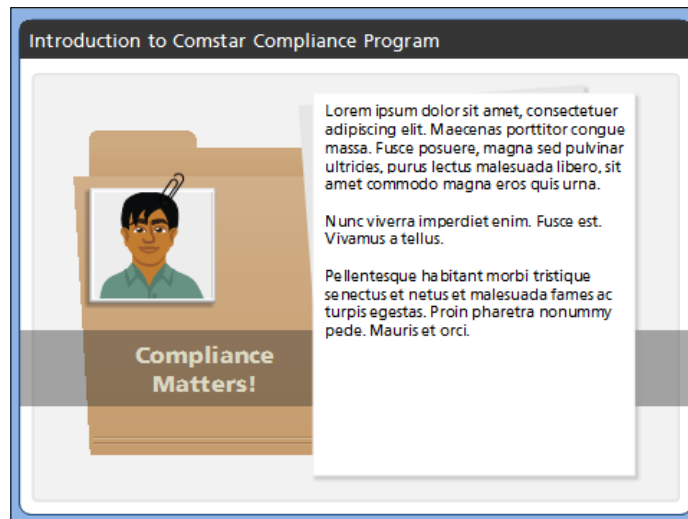 Introduction to Comstar Compliance Program
Lorem ipsum dolor sit amet, consectetuer
adipiscing elit. Maecenas porttitor congue
massa. Fusce posuere, magna sed pulvinar
ultricies, purus lectus malesuada libero, sit
amet commodo magna eros quis urna.
Nunc viverra imperdiet enim. Fusce est.
Vivamus a tellus.
Pellentesque habitant morbi tristique
senectus et netus et malesuada fames ac
turpis egestas. Proin pharetra nonummy
pede. Mauris et orci.
Compliance
Matters!